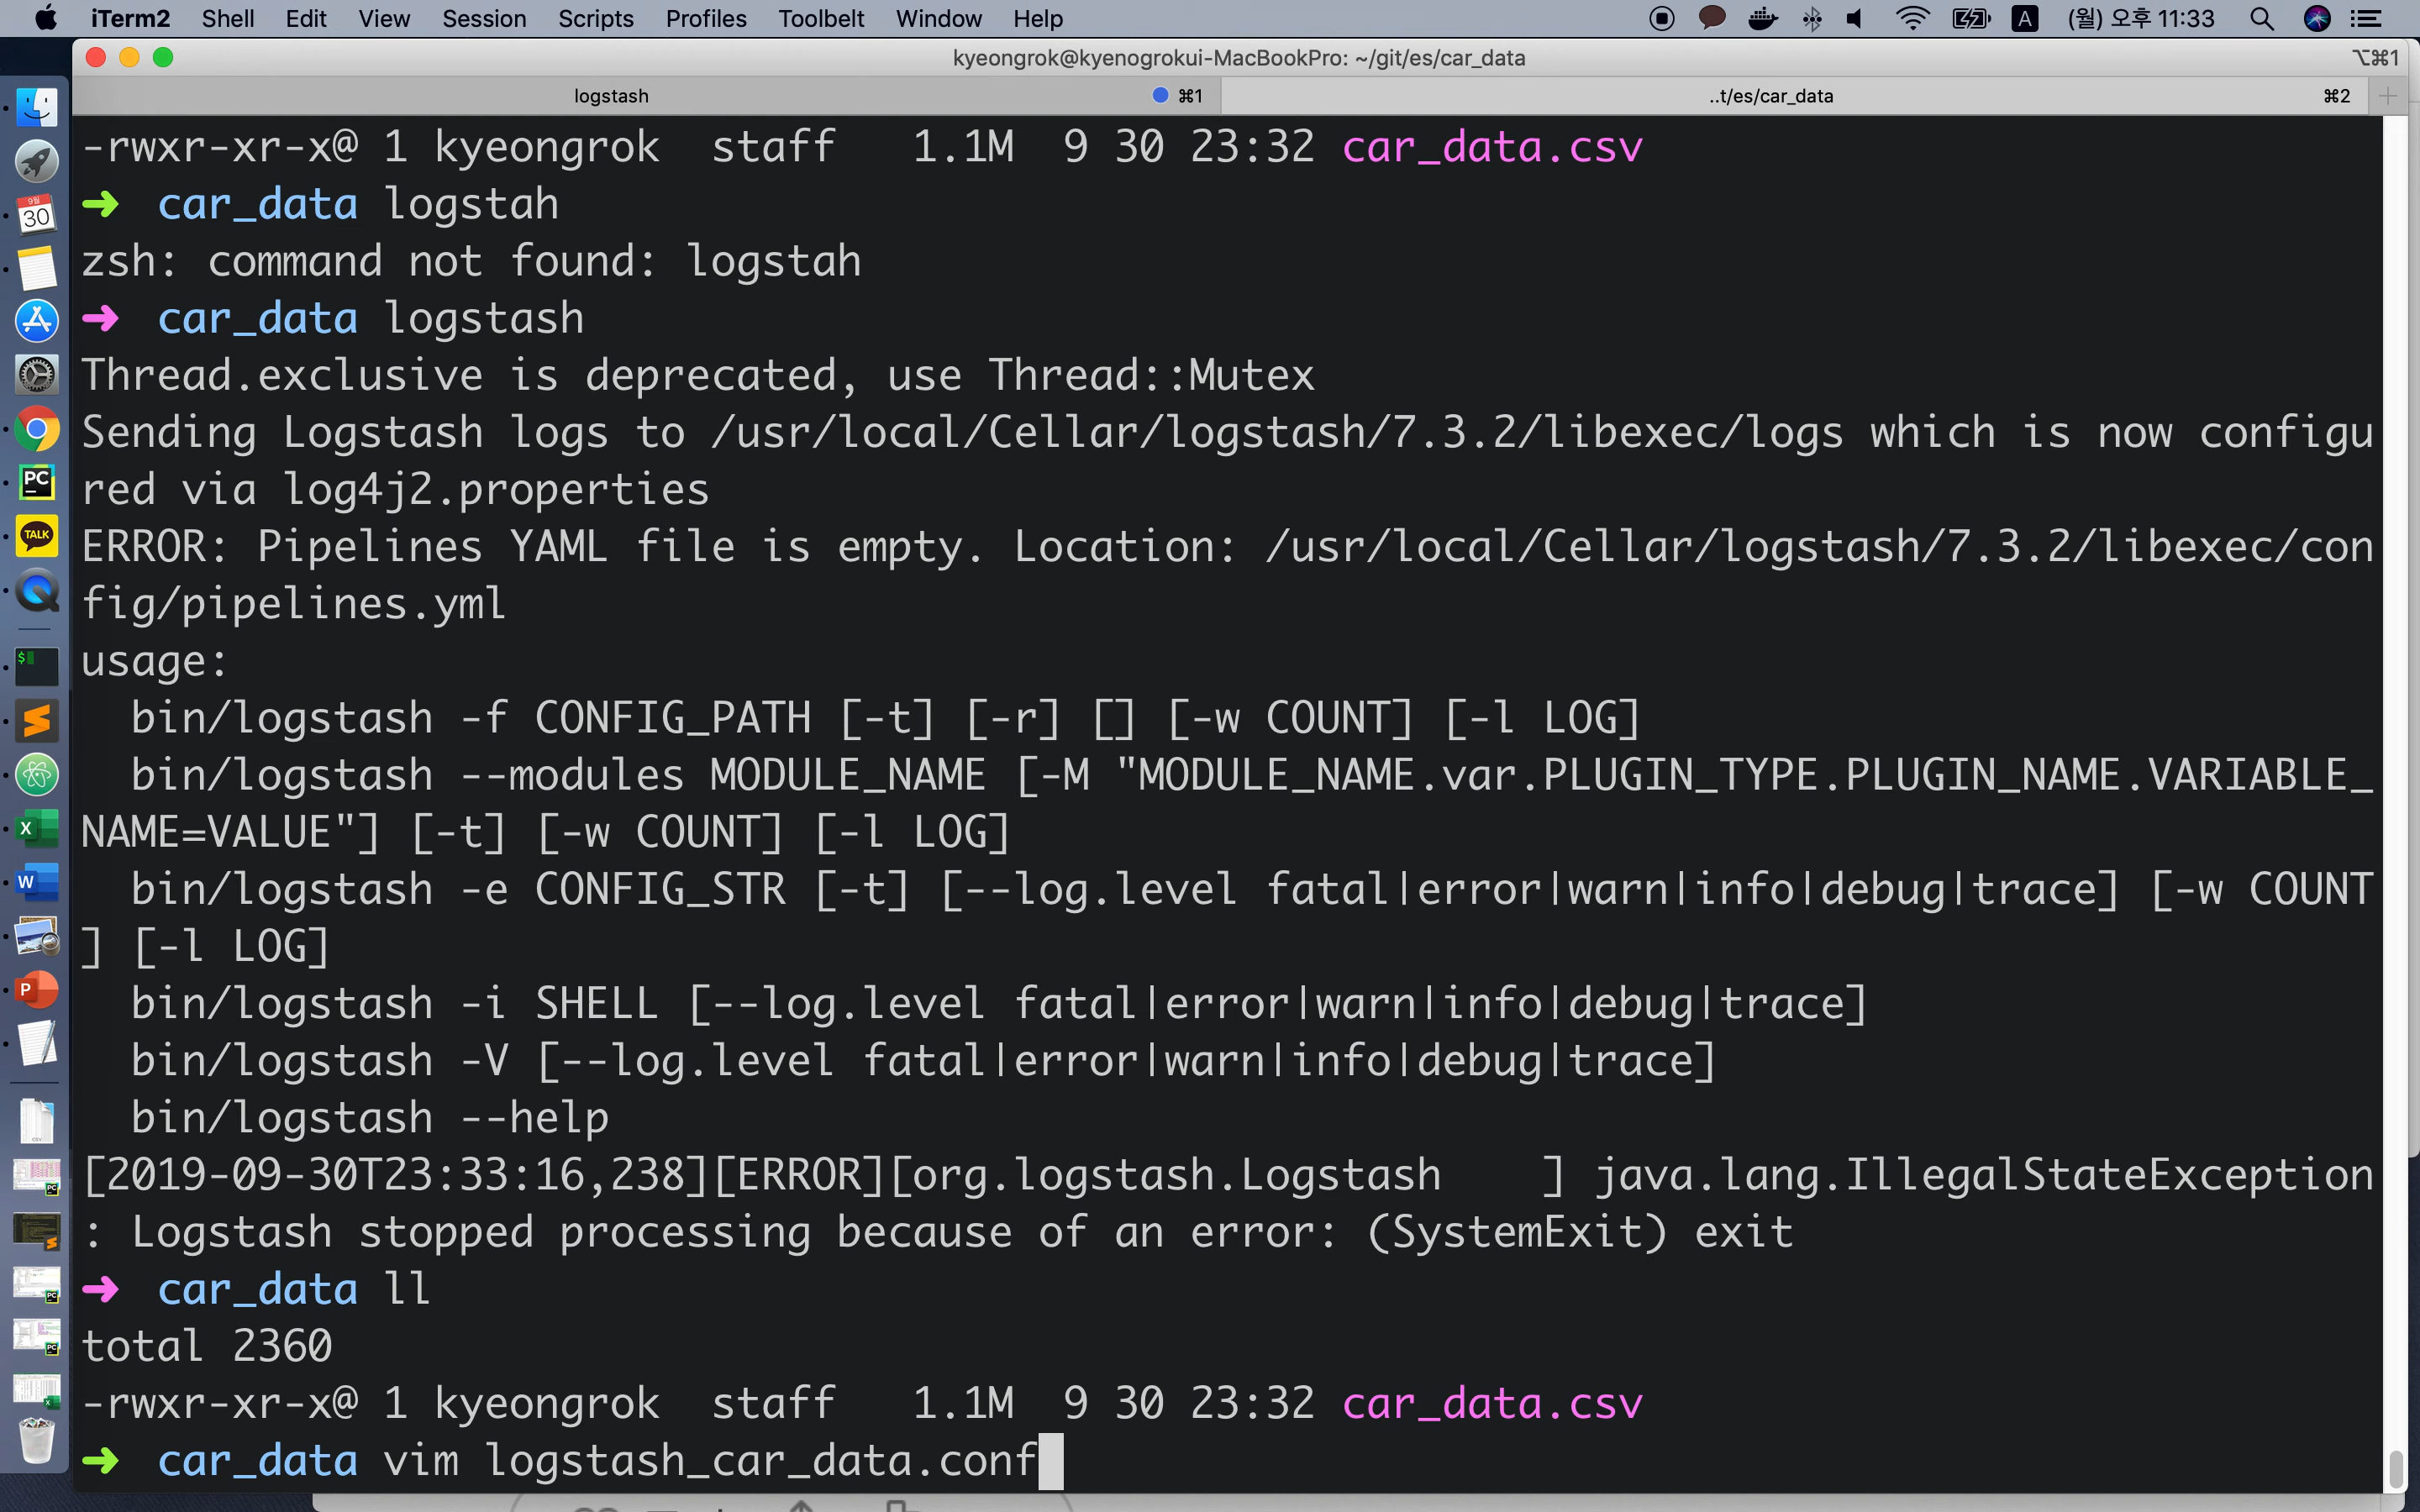 iTerm2 Shell Edit View Session Scripts Profiles Toolbelt Window Help A (월) 오후 11:33
kyeongrok@kyenogrokui-MacBookPro: ~/git/es/car_data ⌥⌘1
logstash ⌘1 ..t/es/car_data ⌘2
-rwxr-xr-x@ 1 kyeongrok  staff   1.1M  9 30 23:32 car_data.csv
➜  car_data logstah
zsh: command not found: logstah
➜  car_data logstash
Thread.exclusive is deprecated, use Thread::Mutex
Sending Logstash logs to /usr/local/Cellar/logstash/7.3.2/libexec/logs which is now configu
red via log4j2.properties
ERROR: Pipelines YAML file is empty. Location: /usr/local/Cellar/logstash/7.3.2/libexec/con
fig/pipelines.yml
usage:
  bin/logstash -f CONFIG_PATH [-t] [-r] [] [-w COUNT] [-l LOG]
  bin/logstash --modules MODULE_NAME [-M "MODULE_NAME.var.PLUGIN_TYPE.PLUGIN_NAME.VARIABLE_
NAME=VALUE"] [-t] [-w COUNT] [-l LOG]
  bin/logstash -e CONFIG_STR [-t] [--log.level fatal|error|warn|info|debug|trace] [-w COUNT
] [-l LOG]
  bin/logstash -i SHELL [--log.level fatal|error|warn|info|debug|trace]
  bin/logstash -V [--log.level fatal|error|warn|info|debug|trace]
  bin/logstash --help
[2019-09-30T23:33:16,238][ERROR][org.logstash.Logstash    ] java.lang.IllegalStateException
: Logstash stopped processing because of an error: (SystemExit) exit
➜  car_data ll
total 2360
-rwxr-xr-x@ 1 kyeongrok  staff   1.1M  9 30 23:32 car_data.csv
➜  car_data vim logstash_car_data.conf
9월
30
PC
TALK
$
X
W
P
CSV